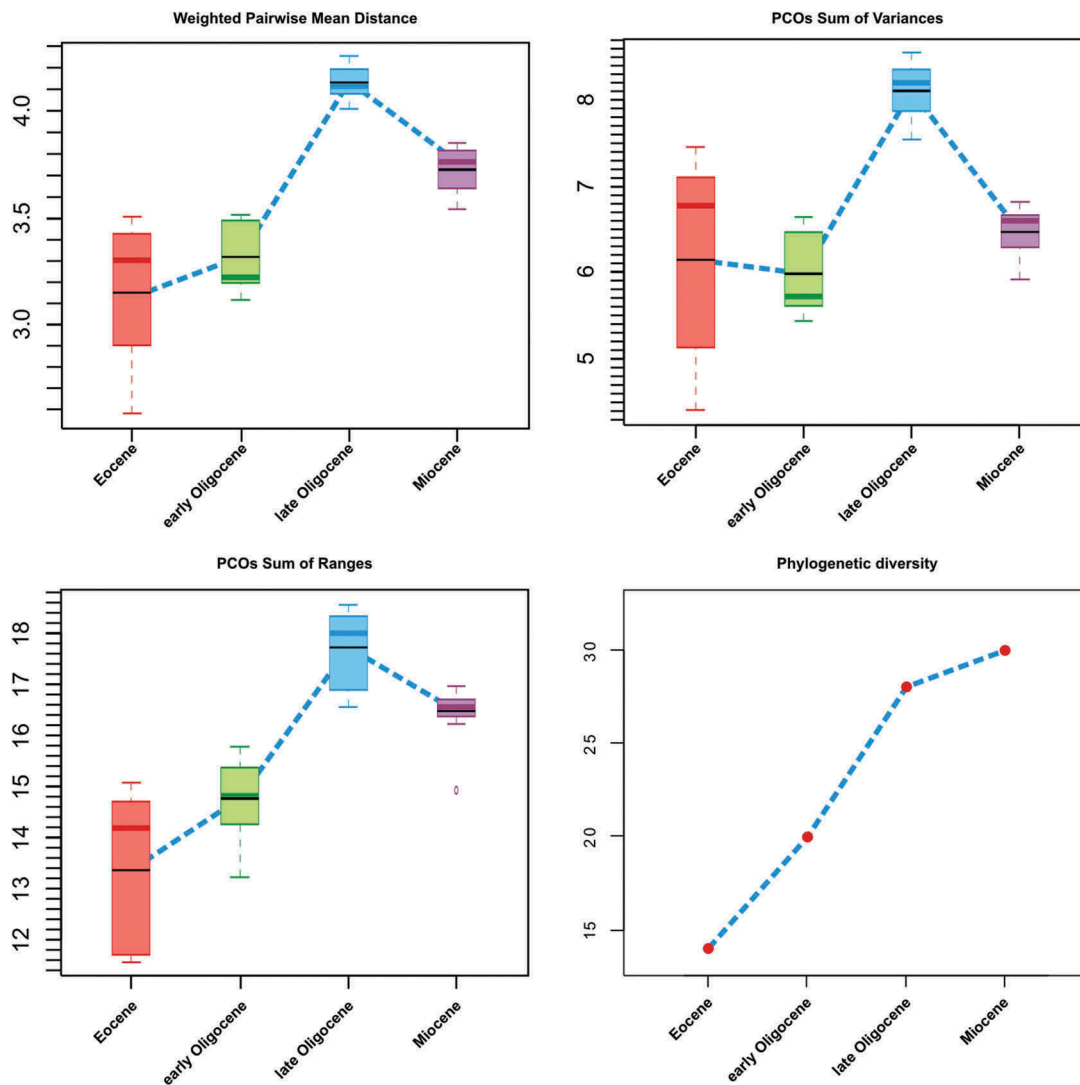 Weighted Pairwise Mean Distance
4.0
3.5
3.0
Eocene
early Oligocene
late Oligocene
Miocene
PCOs Sum of Variances
8
7
6
5
Eocene
early Oligocene
late Oligocene
Miocene
PCOs Sum of Ranges
18
17
16
15
14
13
12
Eocene
early Oligocene
late Oligocene
Miocene
Phylogenetic diversity
30
25
20
15
Eocene
early Oligocene
late Oligocene
Miocene